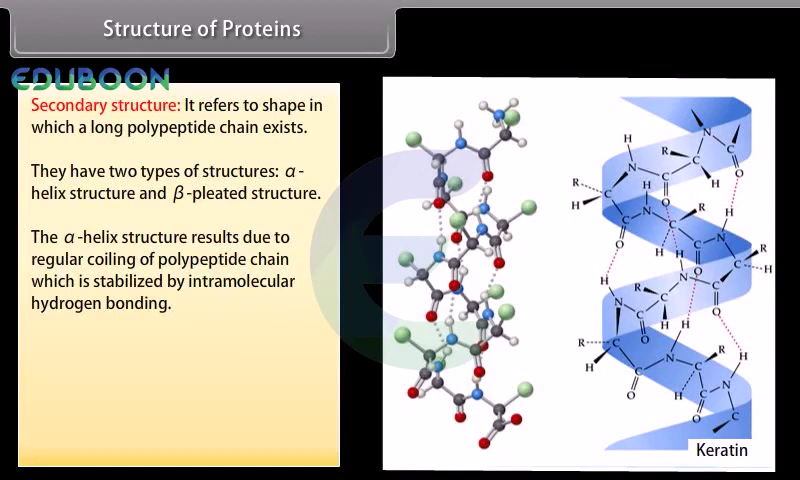 Structure of Proteins
EDUBOON
Secondary structure: It refers to shape in
which a long polypeptide chain exists.
They have two types of structures: α-
helix structure and β-pleated structure.
The α-helix structure results due to
regular coiling of polypeptide chain
which is stabilized by intramolecular
hydrogen bonding.
Keratin